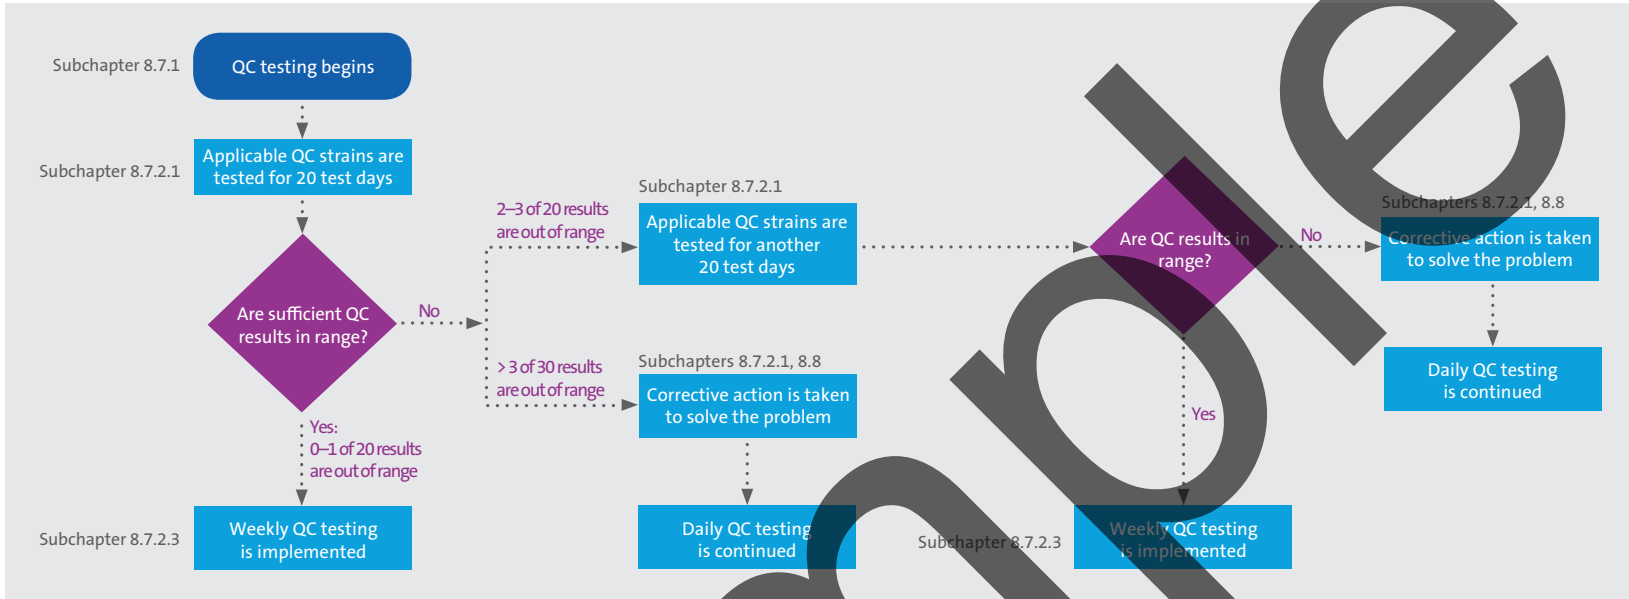 Subchapter 8.7.1
QC testing begins
Subchapter 8.7.2.1
Applicable QC strains are
tested for 20 test days
Are sufficient QC
results in range?
Yes:
0–1 of 20 results
are out of range
Subchapter 8.7.2.3
Weekly QC testing
is implemented
No
2–3 of 20 results
are out of range
Subchapter 8.7.2.1
Applicable QC strains are
tested for another
20 test days
> 3 of 30 results
are out of range
Subchapters 8.7.2.1, 8.8
Corrective action is taken
to solve the problem
Daily QC testing
is continued
Are QC results in
range?
Yes
Subchapter 8.7.2.3
Weekly QC testing
is implemented
No
Subchapters 8.7.2.1, 8.8
Corrective action is taken
to solve the problem
Daily QC testing
is continued
mple